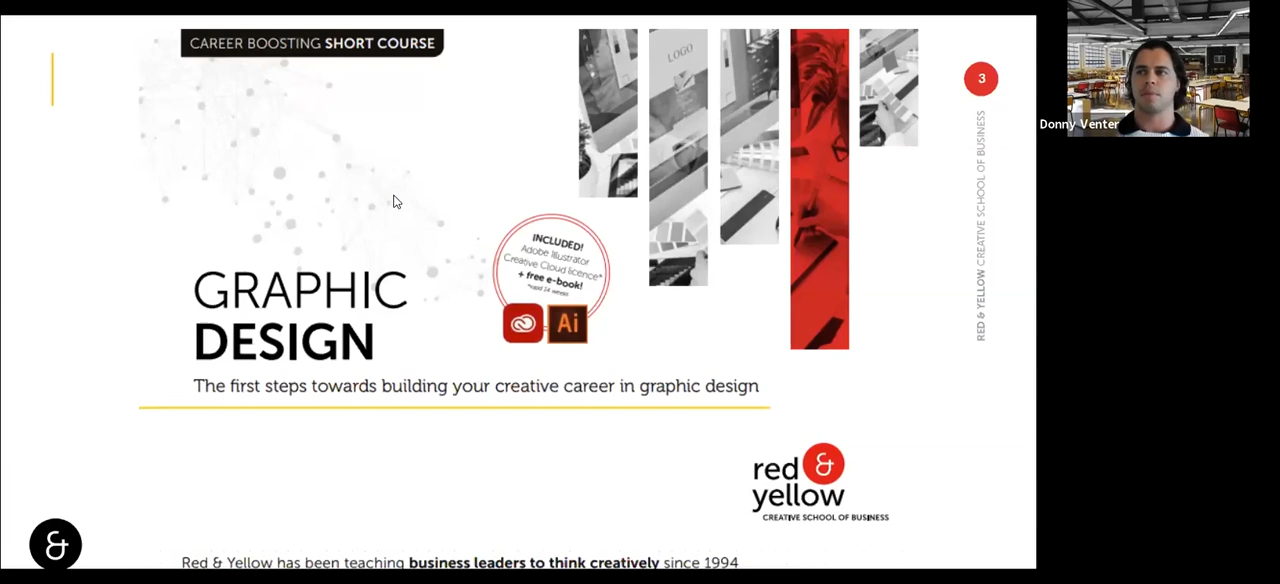 CAREER BOOSTING SHORT COURSE
LOGO
3
RED & YELLOW CREATIVE SCHOOL OF BUSINESS
Donny Venter
INCLUDED!
Adobe Illustrator
Creative Cloud licence*
+ free e-book!
Ai
GRAPHIC
DESIGN
The first steps towards building your creative career in graphic design
red &
yellow
CREATIVE SCHOOL OF BUSINESS
&
Red & Yellow has been teaching business leaders to think creatively since 1994